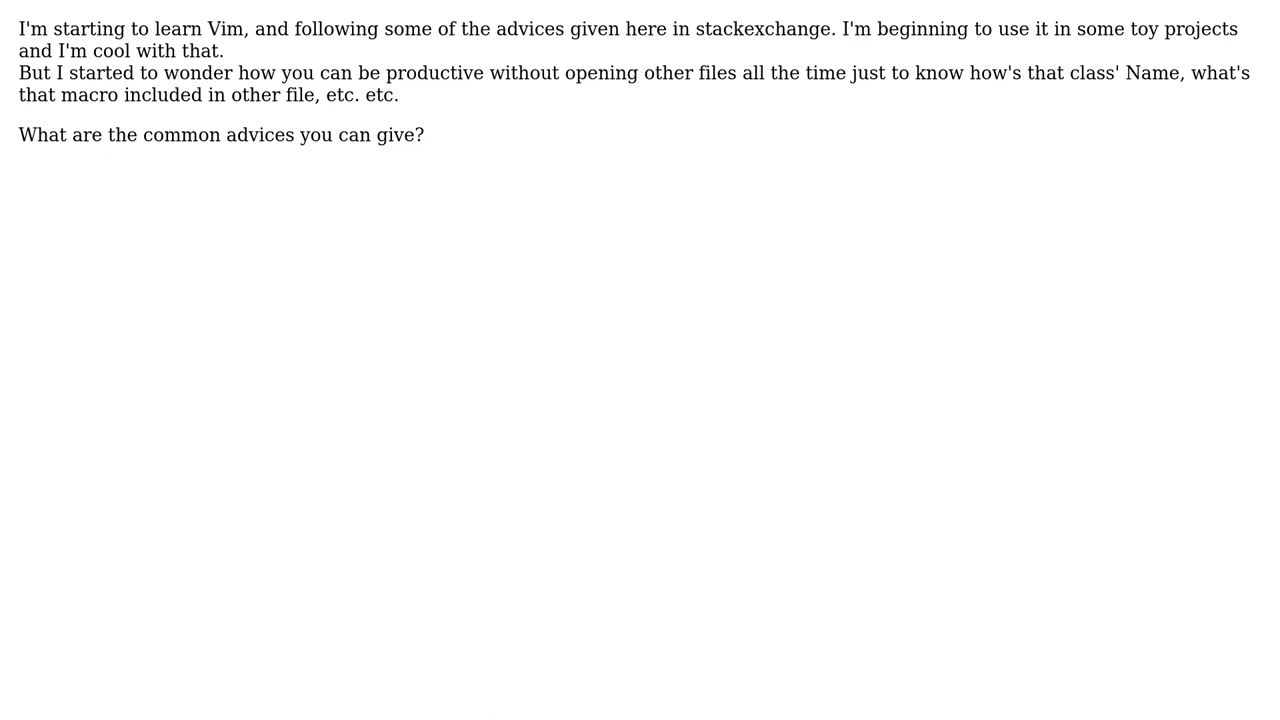 I'm starting to learn Vim, and following some of the advices given here in stackexchange. I'm beginning to use it in some toy projects
and I'm cool with that.
But I started to wonder how you can be productive without opening other files all the time just to know how's that class' Name, what's
that macro included in other file, etc. etc.
What are the common advices you can give?